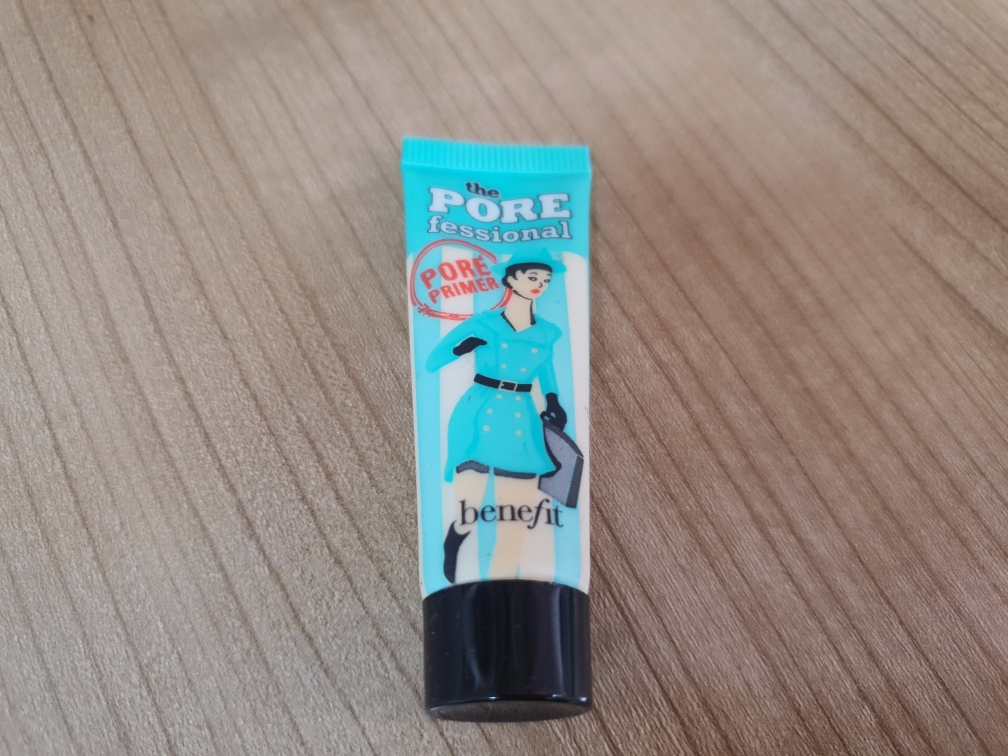 the
PORE
fessional
PORE
PRIMER
benefit